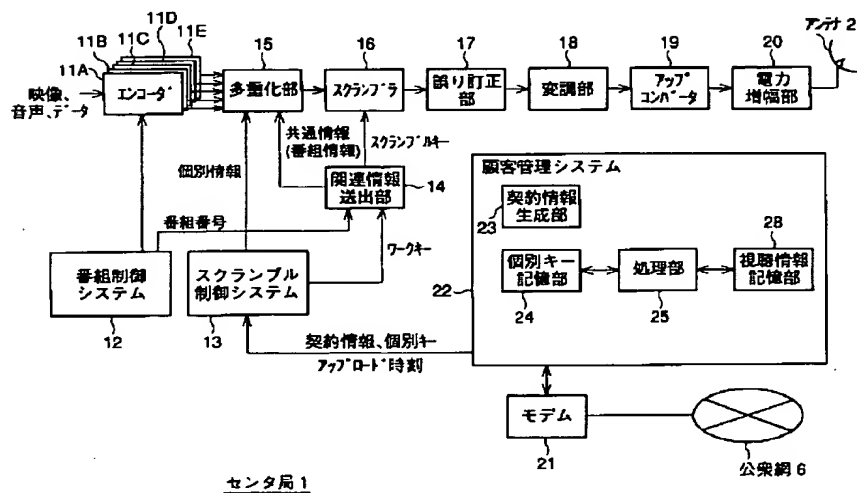 11A
11B
11C
11D
11E
映像、
音声、データ
エンコーダ
15
多重化部
16
スクランブラ
17
誤り訂正
部
18
変調部
19
アップ
コンバータ
20
電力
増幅部
アンテナ 2
共通情報
(番組情報)
スクランブルキー
個別情報
関連情報
送出部
14
番組番号
ワークキー
番組制御
システム
12
スクランブル
制御システム
13
契約情報、個別キー
アップロード時刻
顧客管理システム
22
契約情報
生成部
23
個別キー
記憶部
24
処理部
25
視聴情報
記憶部
28
モデム
21
公衆網 6
センタ局 1